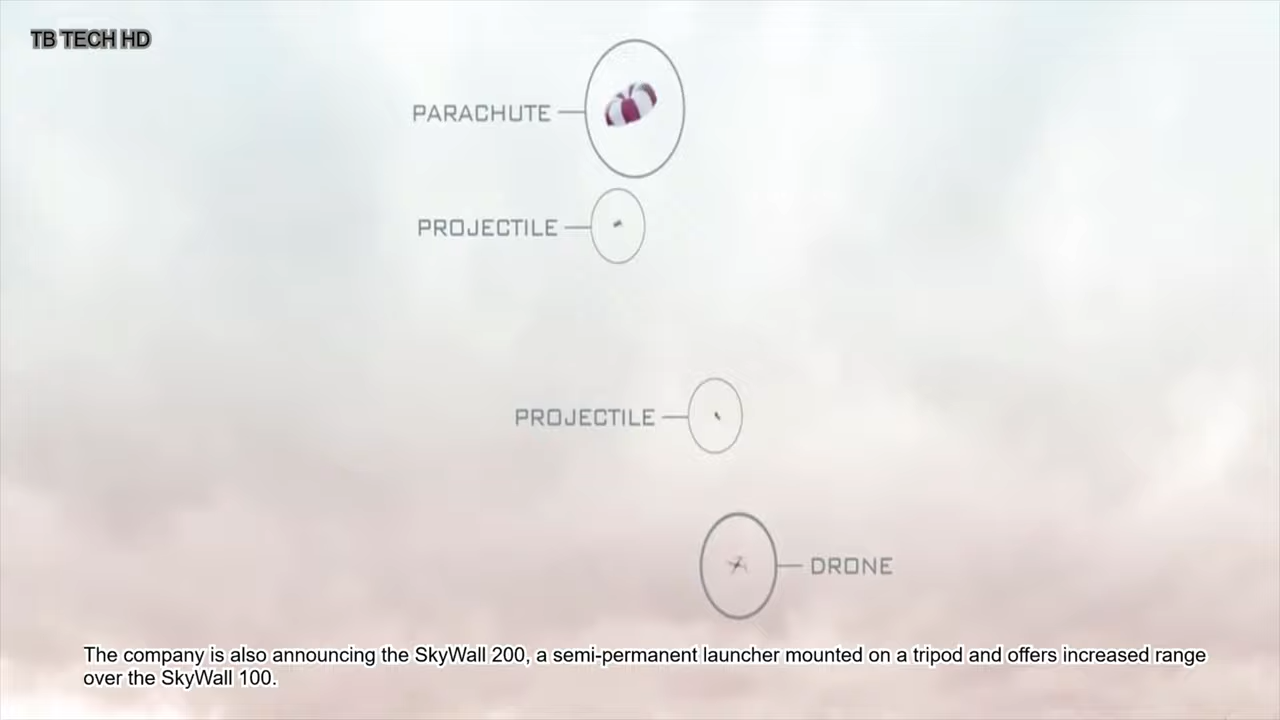 TB TECH HD
PARACHUTE
PROJECTILE
PROJECTILE
DRONE
The company is also announcing the SkyWall 200, a semi-permanent launcher mounted on a tripod and offers increased range
over the SkyWall 100.